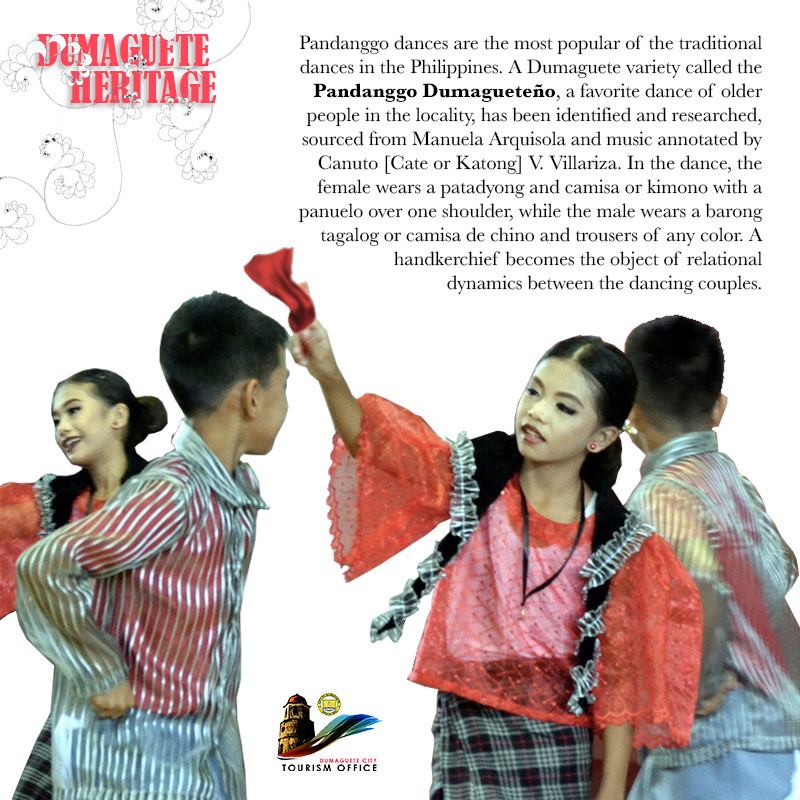 DUMAGUETE
HERITAGE
Pandanggo dances are the most popular of the traditional
dances in the Philippines. A Dumaguete variety called the
Pandanggo Dumagueteño, a favorite dance of older
people in the locality, has been identified and researched,
sourced from Manuela Arquisola and music annotated by
Canuto [Cate or Katong] V. Villariza. In the dance, the
female wears a patadyong and camisa or kimono with a
panuelo over one shoulder, while the male wears a barong
tagalog or camisa de chino and trousers of any color. A
handkerchief becomes the object of relational
dynamics between the dancing couples.
DUMAGUETE CITY
TOURISM OFFICE